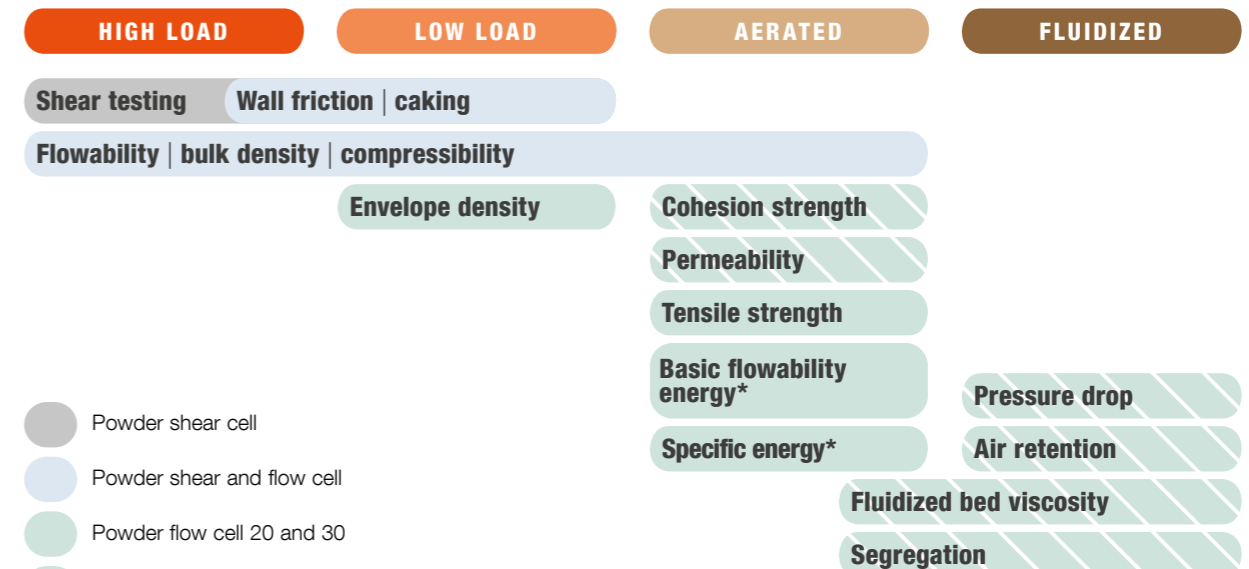 HIGH LOAD
LOW LOAD
AERATED
FLUIDIZED
Shear testing
Wall friction | caking
Flowability | bulk density | compressibility
Envelope density
Cohesion strength
Permeability
Tensile strength
Basic flowability
energy*
Pressure drop
Specific energy*
Air retention
Fluidized bed viscosity
Segregation
Powder shear cell
Powder shear and flow cell
Powder flow cell 20 and 30